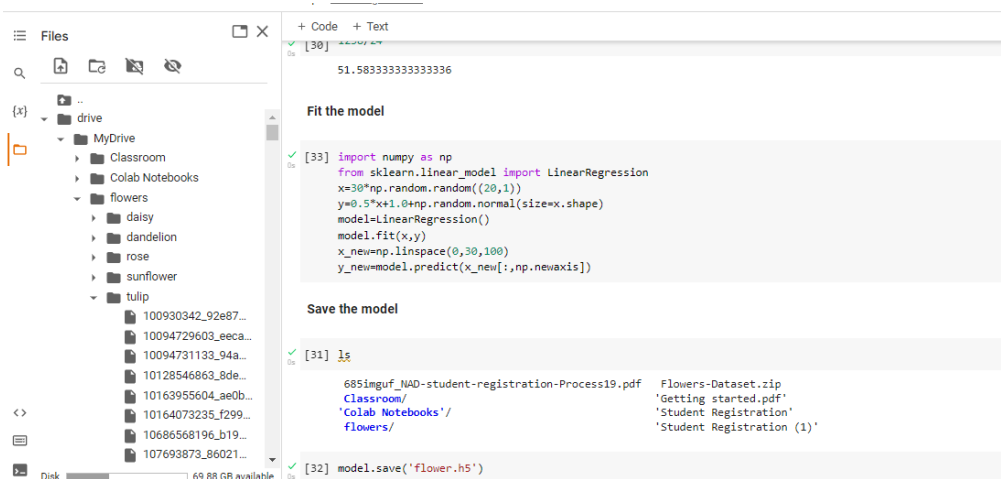 Files
+ Code + Text
..
drive
MyDrive
Classroom
Colab Notebooks
flowers
daisy
dandelion
rose
sunflower
tulip
100930342_92e87…
10094729603_eeca…
10094731133_94a…
10128546863_8de…
10163955604_ae0b…
10164073235_f299…
10686568196_b19…
107693873_86021…
Disk
69.88 GB available
{x}
<>
[30]
0s
51.583333333333336
Fit the model
[33] import numpy as np
0s
from sklearn.linear_model import LinearRegression
x=30*np.random.random((20,1))
y=0.5*x+1.0+np.random.normal(size=x.shape)
model=LinearRegression()
model.fit(x,y)
x_new=np.linspace(0,30,100)
y_new=model.predict(x_new[:,np.newaxis])
Save the model
[31] ls
0s
685imguf_NAD-student-registration-Process19.pdf Flowers-Dataset.zip
Classroom/ 'Getting started.pdf'
'Colab Notebooks'/ 'Student Registration'
flowers/ 'Student Registration (1)'
[32] model.save('flower.h5')
0s